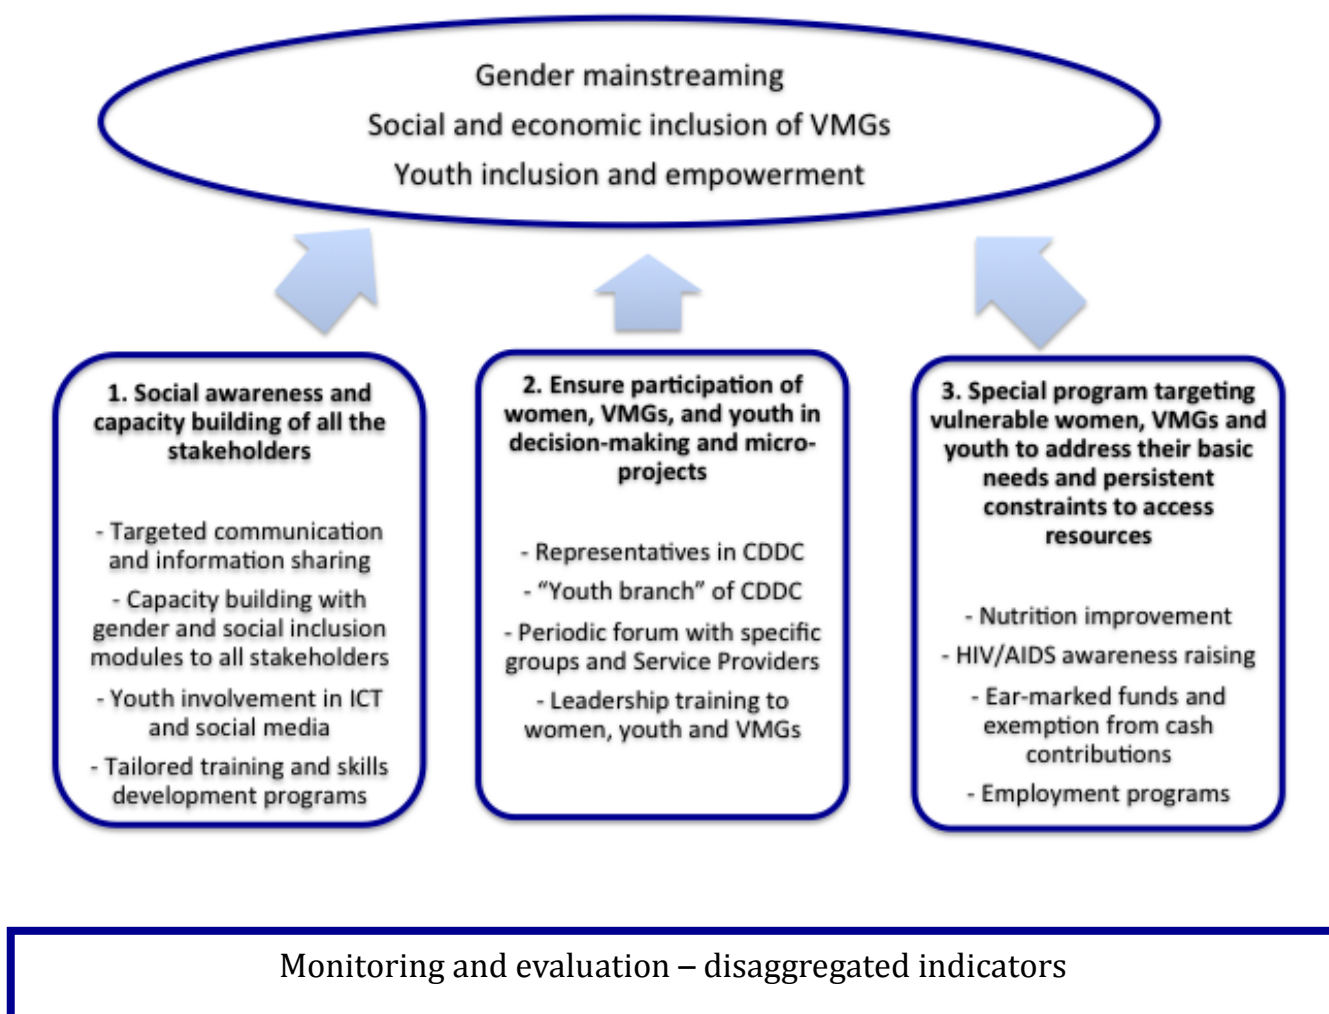 Gender mainstreaming
Social and economic inclusion of VMGs
Youth inclusion and empowerment
1. Social awareness and
capacity building of all the
stakeholders
- Targeted communication
and information sharing
- Capacity building with
gender and social inclusion
modules to all stakeholders
- Youth involvement in ICT
and social media
- Tailored training and skills
development programs
2. Ensure participation of
women, VMGs, and youth in
decision-making and micro-
projects
- Representatives in CDDC
- “Youth branch” of CDDC
- Periodic forum with specific
groups and Service Providers
- Leadership training to
women, youth and VMGs
3. Special program targeting
vulnerable women, VMGs and
youth to address their basic
needs and persistent
constraints to access
resources
- Nutrition improvement
- HIV/AIDS awareness raising
- Ear-marked funds and
exemption from cash
contributions
- Employment programs
Monitoring and evaluation – disaggregated indicators